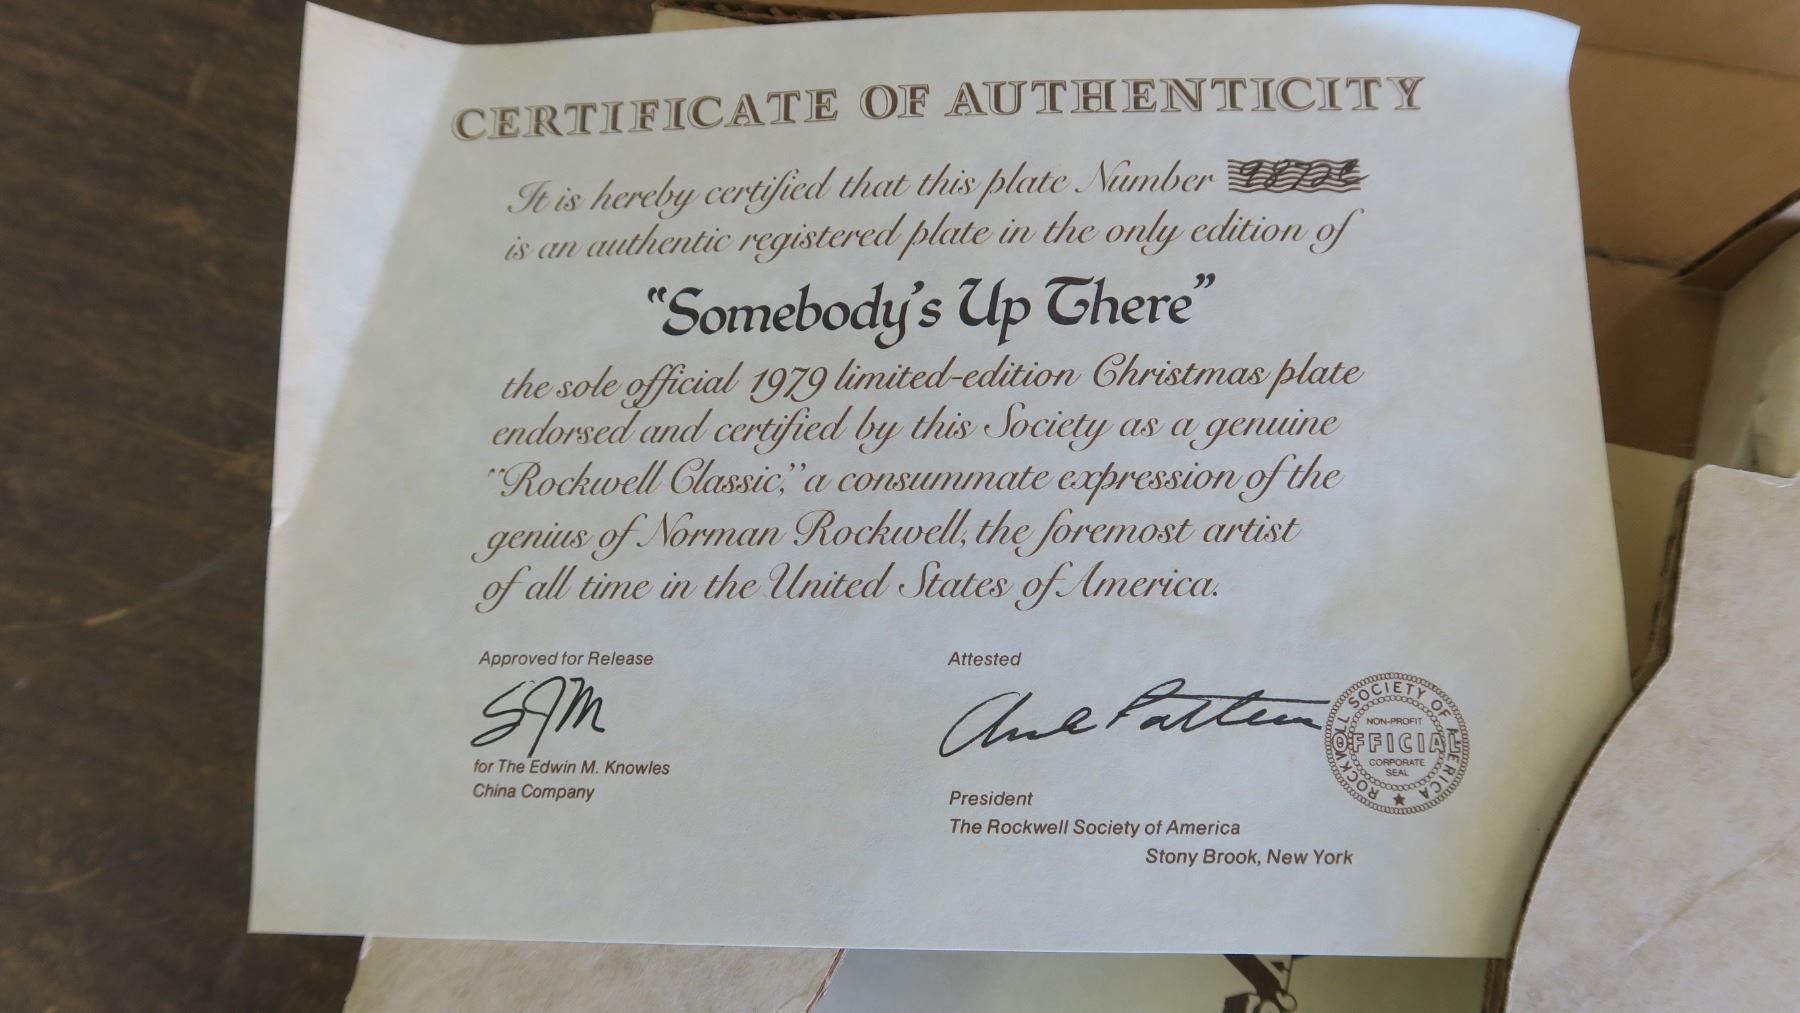 CERTIFICATE OF AUTHENTICITY
It is hereby certified that this plate Number
is an authentic registered plate in the only edition of
“Somebody’s Up There”
the sole official 1979 limited-edition Christmas plate
endorsed and certified by this Society as a genuine
“Rockwell Classic,” a consummate expression of the
genius of Norman Rockwell, the foremost artist
of all time in the United States of America.
Approved for Release
SJM
for The Edwin M. Knowles
China Company
Attested
President
The Rockwell Society of America
Stony Brook, New York
ROCKWELL SOCIETY OF AMERICA
NON-PROFIT
OFFICIAL
CORPORATE
SEAL